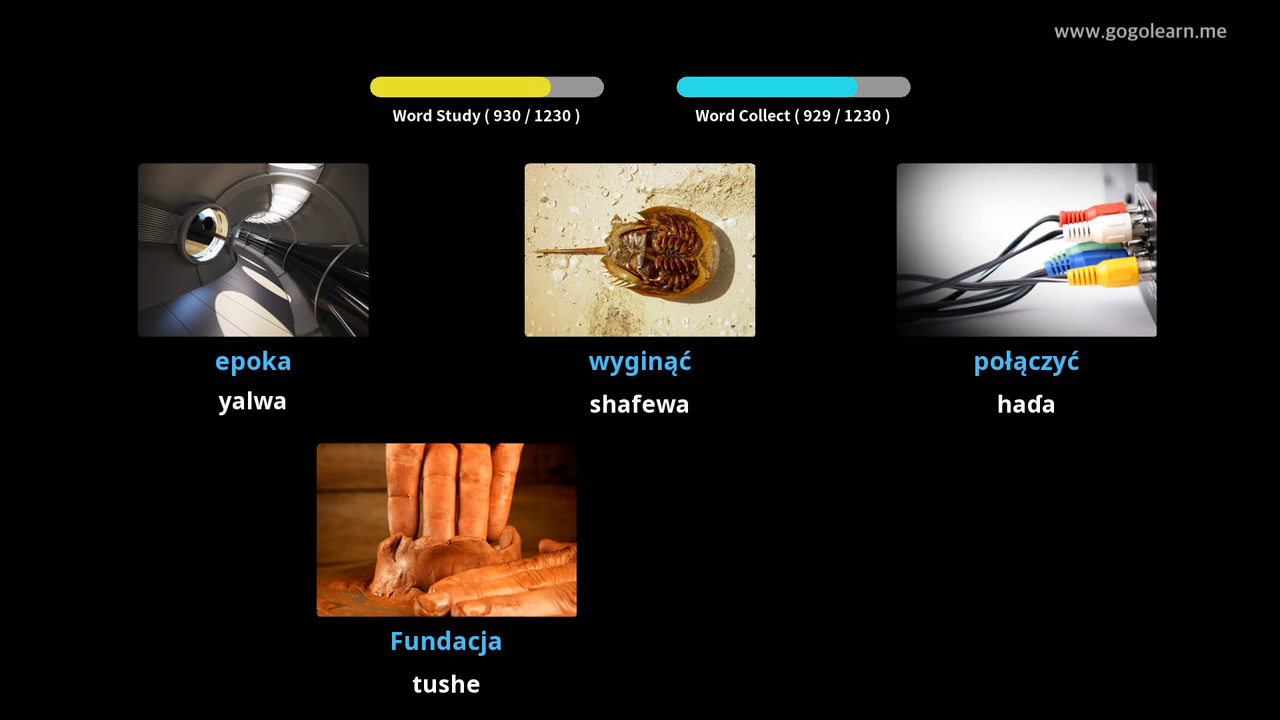 www.gogolearn.me
Word Study ( 930 / 1230 )
Word Collect ( 929 / 1230 )
epoka
wyginąć
połączyć
yalwa
shafewa
haɗa
Fundacja
tushe